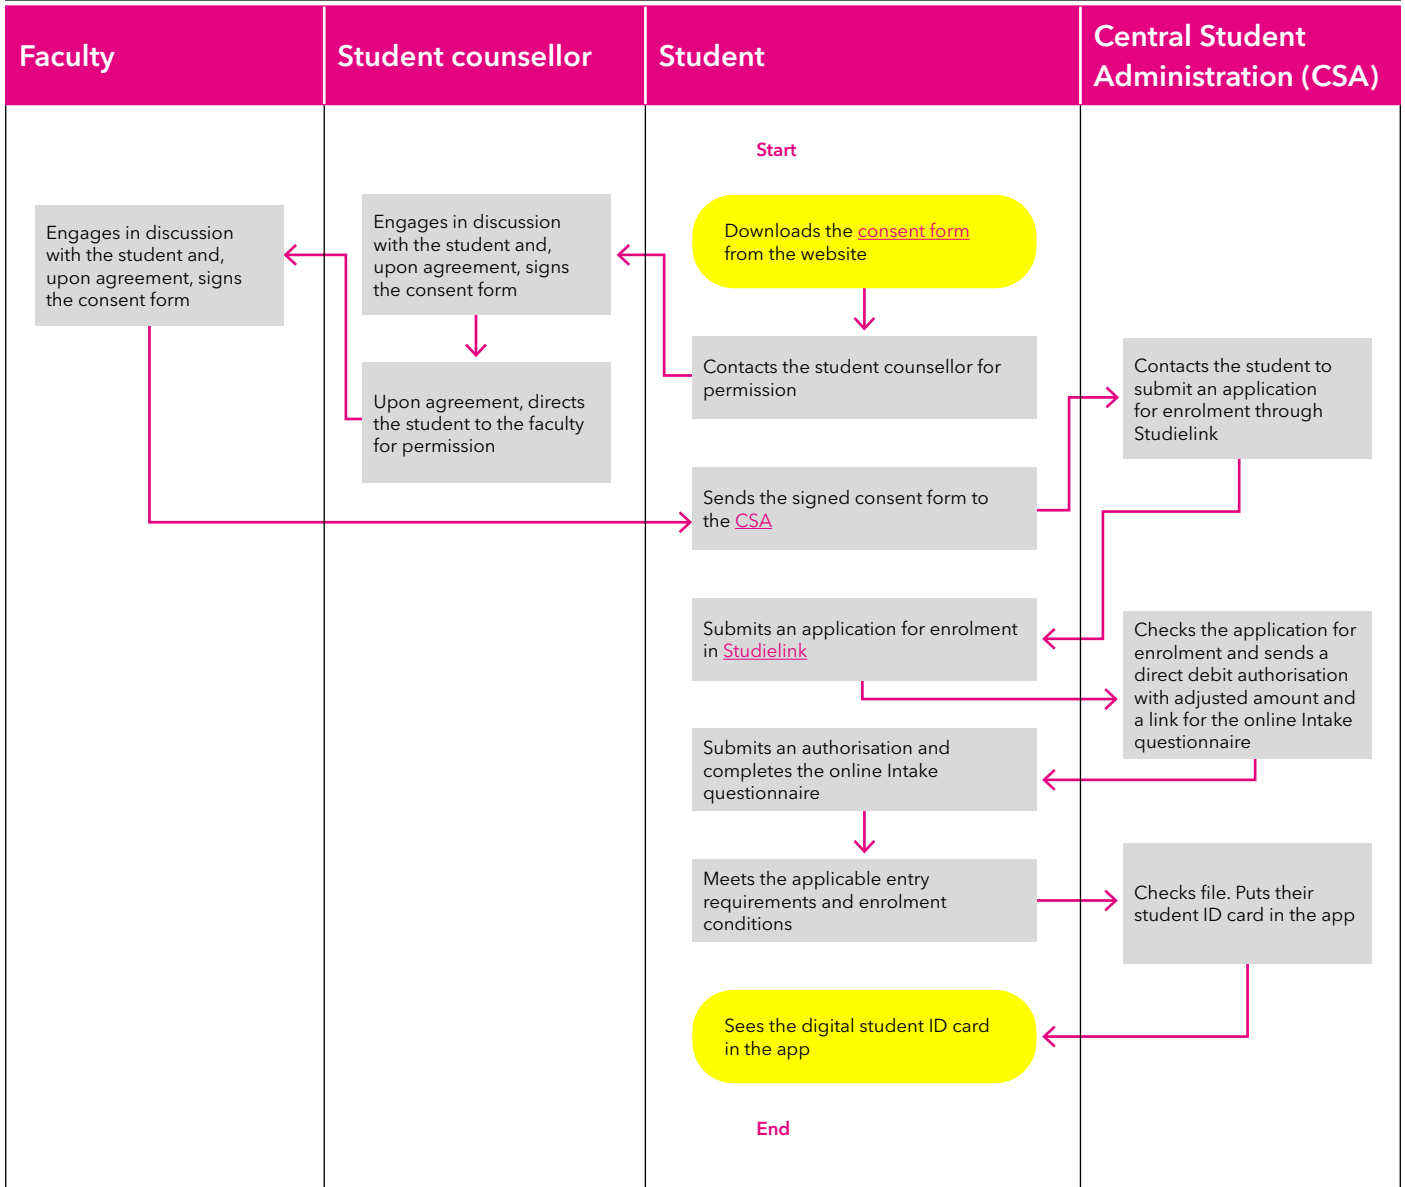 Faculty
Student counsellor
Student
Central Student
Administration (CSA)
Start
Downloads the consent form
from the website
Contacts the student counsellor for
permission
Engages in discussion
with the student and,
upon agreement, signs
the consent form
Upon agreement, directs
the student to the faculty
for permission
Engages in discussion
with the student and,
upon agreement, signs
the consent form
Sends the signed consent form to
the CSA
Contacts the student to
submit an application
for enrolment through
Studielink
Submits an application for enrolment
in Studielink
Checks the application for
enrolment and sends a
direct debit authorisation
with adjusted amount and
a link for the online Intake
questionnaire
Submits an authorisation and
completes the online Intake
questionnaire
Meets the applicable entry
requirements and enrolment
conditions
Checks file. Puts their
student ID card in the app
Sees the digital student ID card
in the app
End